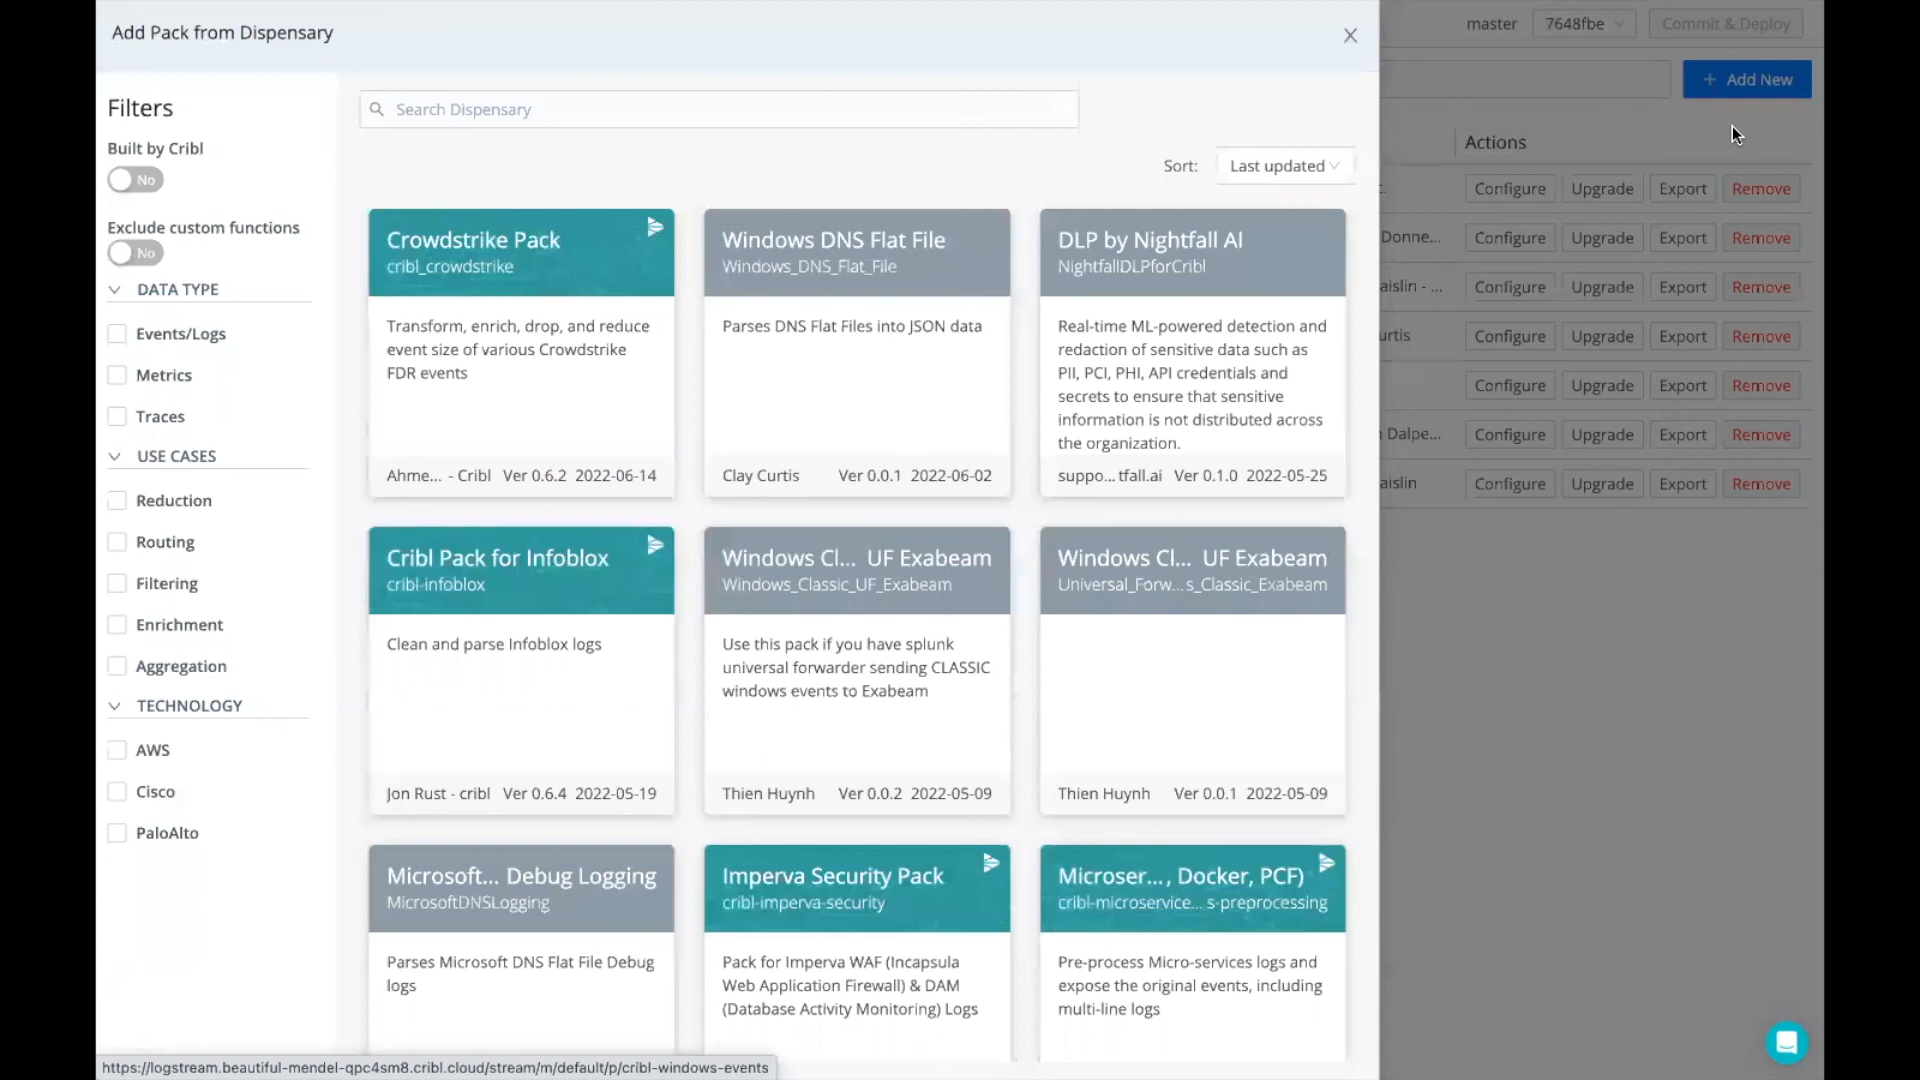 Add Pack from Dispensary
master
7648fbe
Commit & Deploy
Add New
Filters
Built by Cribl
No
Exclude custom functions
No
DATA TYPE
Events/Logs
Metrics
Traces
USE CASES
Reduction
Routing
Filtering
Enrichment
Aggregation
TECHNOLOGY
AWS
Cisco
PaloAlto
Search Dispensary
Sort: Last updated
Crowdstrike Pack
cribl_crowdstrike
Transform, enrich, drop, and reduce
event size of various Crowdstrike
FDR events
Ahme... - Cribl Ver 0.6.2 2022-06-14
Windows DNS Flat File
Windows_DNS_Flat_File
Parses DNS Flat Files into JSON data
Clay Curtis Ver 0.0.1 2022-06-02
DLP by Nightfall AI
NightfallDLPforCribl
Real-time ML-powered detection and
redaction of sensitive data such as
PII, PCI, PHI, API credentials and
secrets to ensure that sensitive
information is not distributed across
the organization.
suppo... tfall.ai Ver 0.1.0 2022-05-25
Cribl Pack for Infoblox
cribl-infoblox
Clean and parse Infoblox logs
Jon Rust - cribl Ver 0.6.4 2022-05-19
Windows Cl... UF Exabeam
Windows_Classic_UF_Exabeam
Use this pack if you have splunk
universal forwarder sending CLASSIC
windows events to Exabeam
Thien Huynh Ver 0.0.2 2022-05-09
Windows Cl... UF Exabeam
Universal_Forw...s_Classic_Exabeam
Thien Huynh Ver 0.0.1 2022-05-09
Microsoft... Debug Logging
MicrosoftDNSLogging
Parses Microsoft DNS Flat File Debug
logs
Imperva Security Pack
cribl-imperva-security
Pack for Imperva WAF (Incapsula
Web Application Firewall) & DAM
(Database Activity Monitoring) Logs
Microser..., Docker, PCF)
cribl-microservice... s-preprocessing
Pre-process Micro-services logs and
expose the original events, including
multi-line logs
Actions
Configure Upgrade Export Remove
Donne... Configure Upgrade Export Remove
aislin - ... Configure Upgrade Export Remove
urtis Configure Upgrade Export Remove
Configure Upgrade Export Remove
Dalpe... Configure Upgrade Export Remove
aislin Configure Upgrade Export Remove
https://logstream.beautiful-mendel-qpc4sm8.cribl.cloud/stream/m/default/p/cribl-windows-events